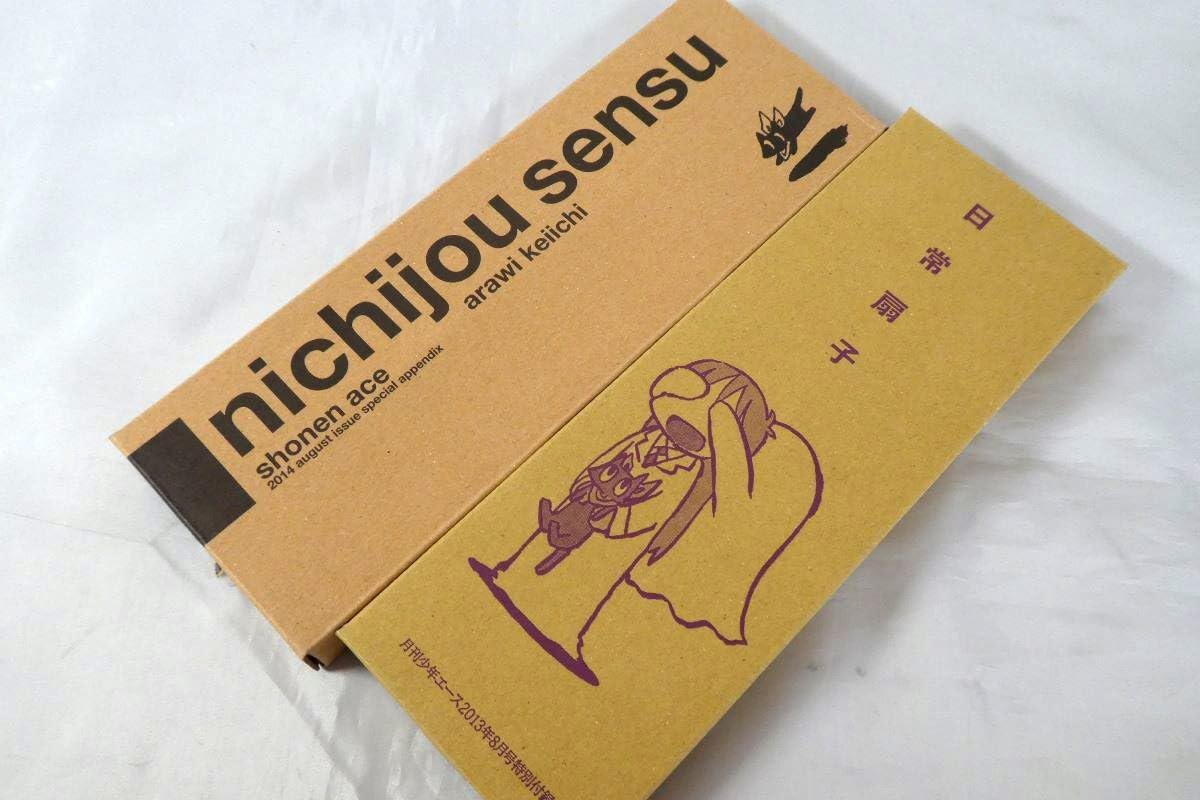 nichijou sensu
arawi keiichi
shonen ace
2014 august issue special appendix
日常扇子
月刊少年エース2013年8月号特別付録